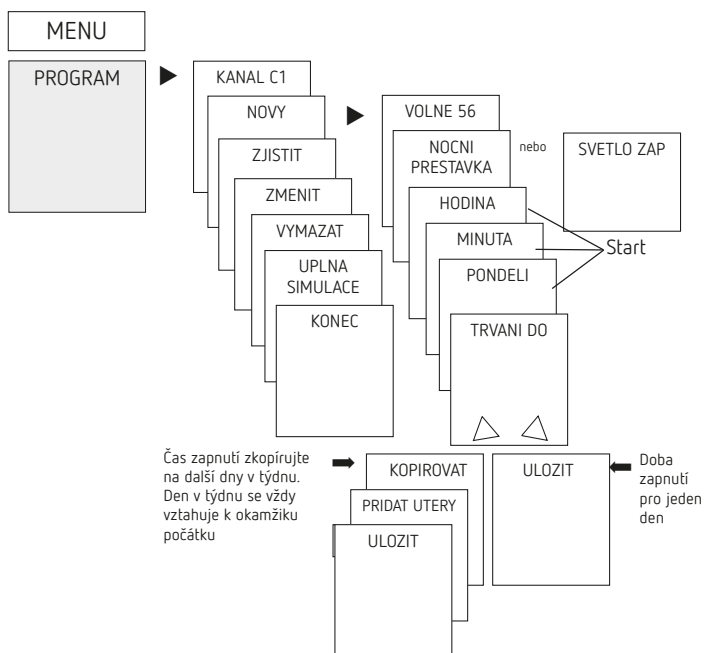 MENU
PROGRAM
KANAL C1
NOVY
ZJISTIT
ZMENIT
VYMAZAT
UPLNA
SIMULACE
KONEC
VOLNE 56
NOCNI
PRESTAVKA
nebo
SVETLO ZAP
HODINA
MINUTA
PONDELI
Start
TRVANI DO
Čas zapnutí zkopírujte
na další dny v týdnu.
Den v týdnu se vždy
vztahuje k okamžiku
počátku
KOPIROVAT
PRIDAT UTERY
ULOZIT
ULOZIT
Doba
zapnutí
pro jeden
den